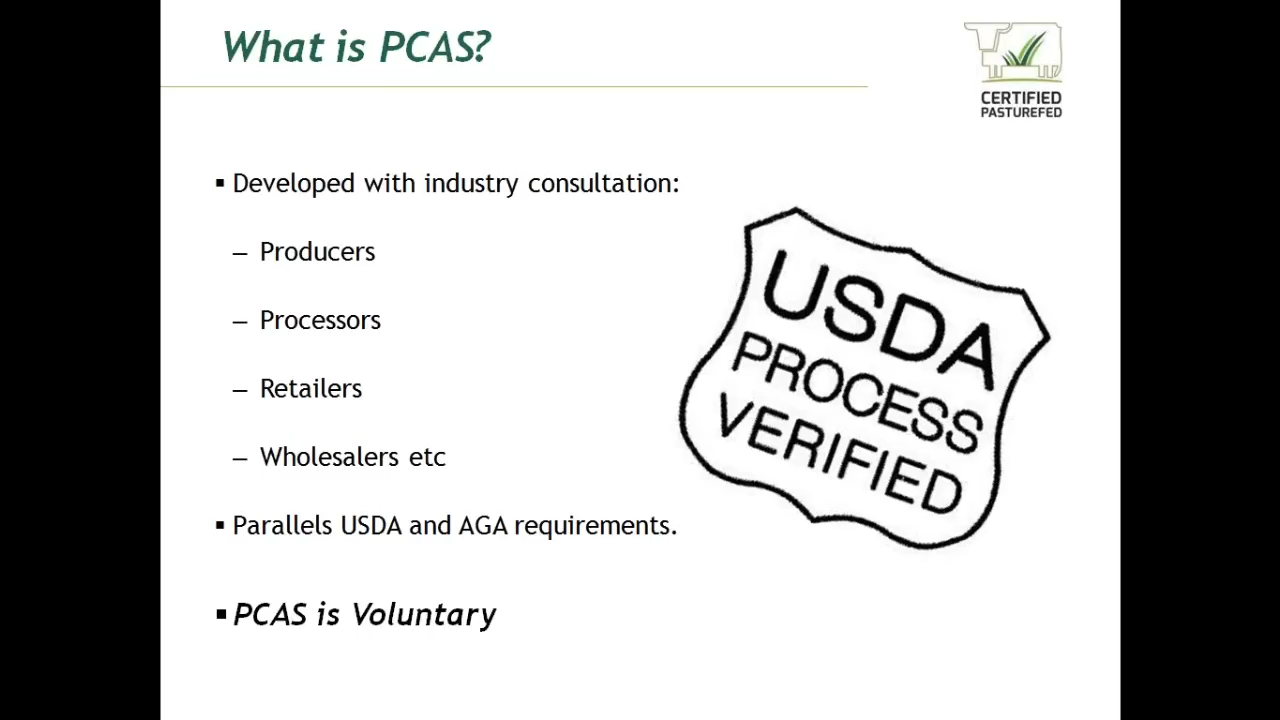 What is PCAS?
CERTIFIED
PASTUREFED
▪ Developed with industry consultation:
– Producers
– Processors
– Retailers
– Wholesalers etc
▪ Parallels USDA and AGA requirements.
▪ PCAS is Voluntary
USDA
PROCESS
VERIFIED